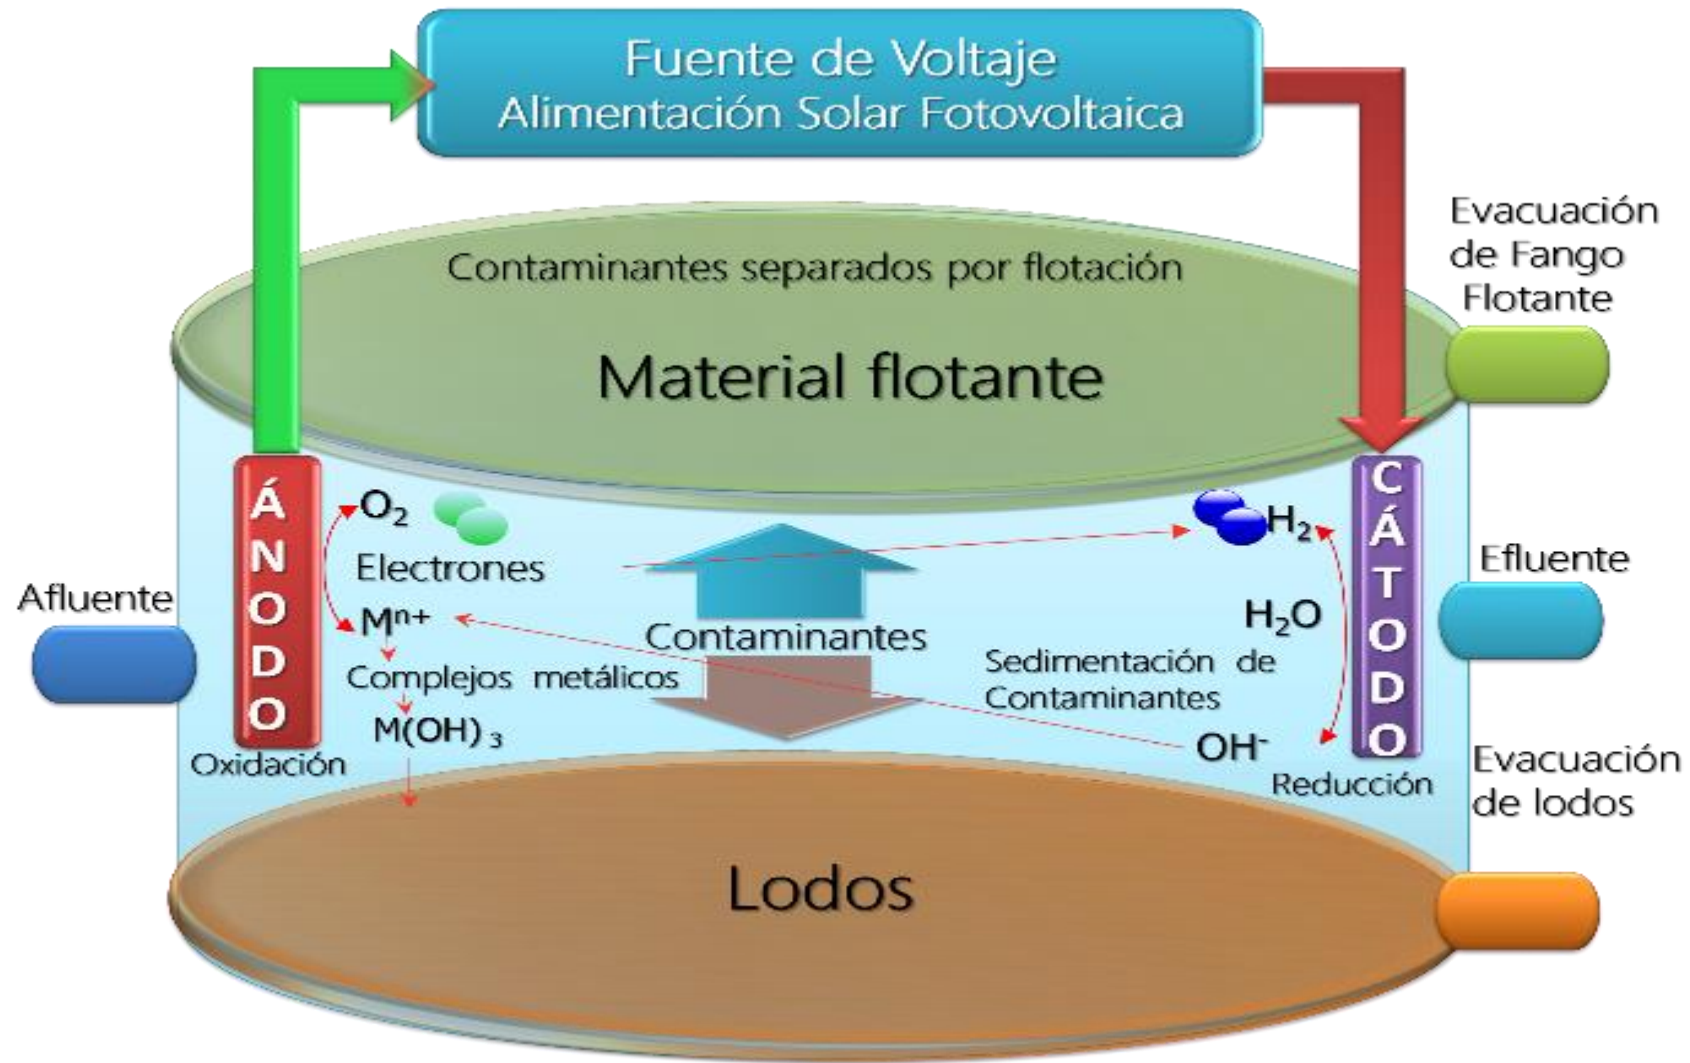 Fuente de Voltaje
Alimentación Solar Fotovoltaica
Evacuación
de Fango
Flotante
Contaminantes separados por flotación
Material flotante
ÁNODO
CÁTODO
O₂
H₂
Electrones
Efluente
Afluente
Mⁿ⁺
H₂O
Contaminantes
Complejos metálicos
Sedimentación de
Contaminantes
M(OH) ₃
OH⁻
Oxidación
Reducción
Evacuación
de lodos
Lodos